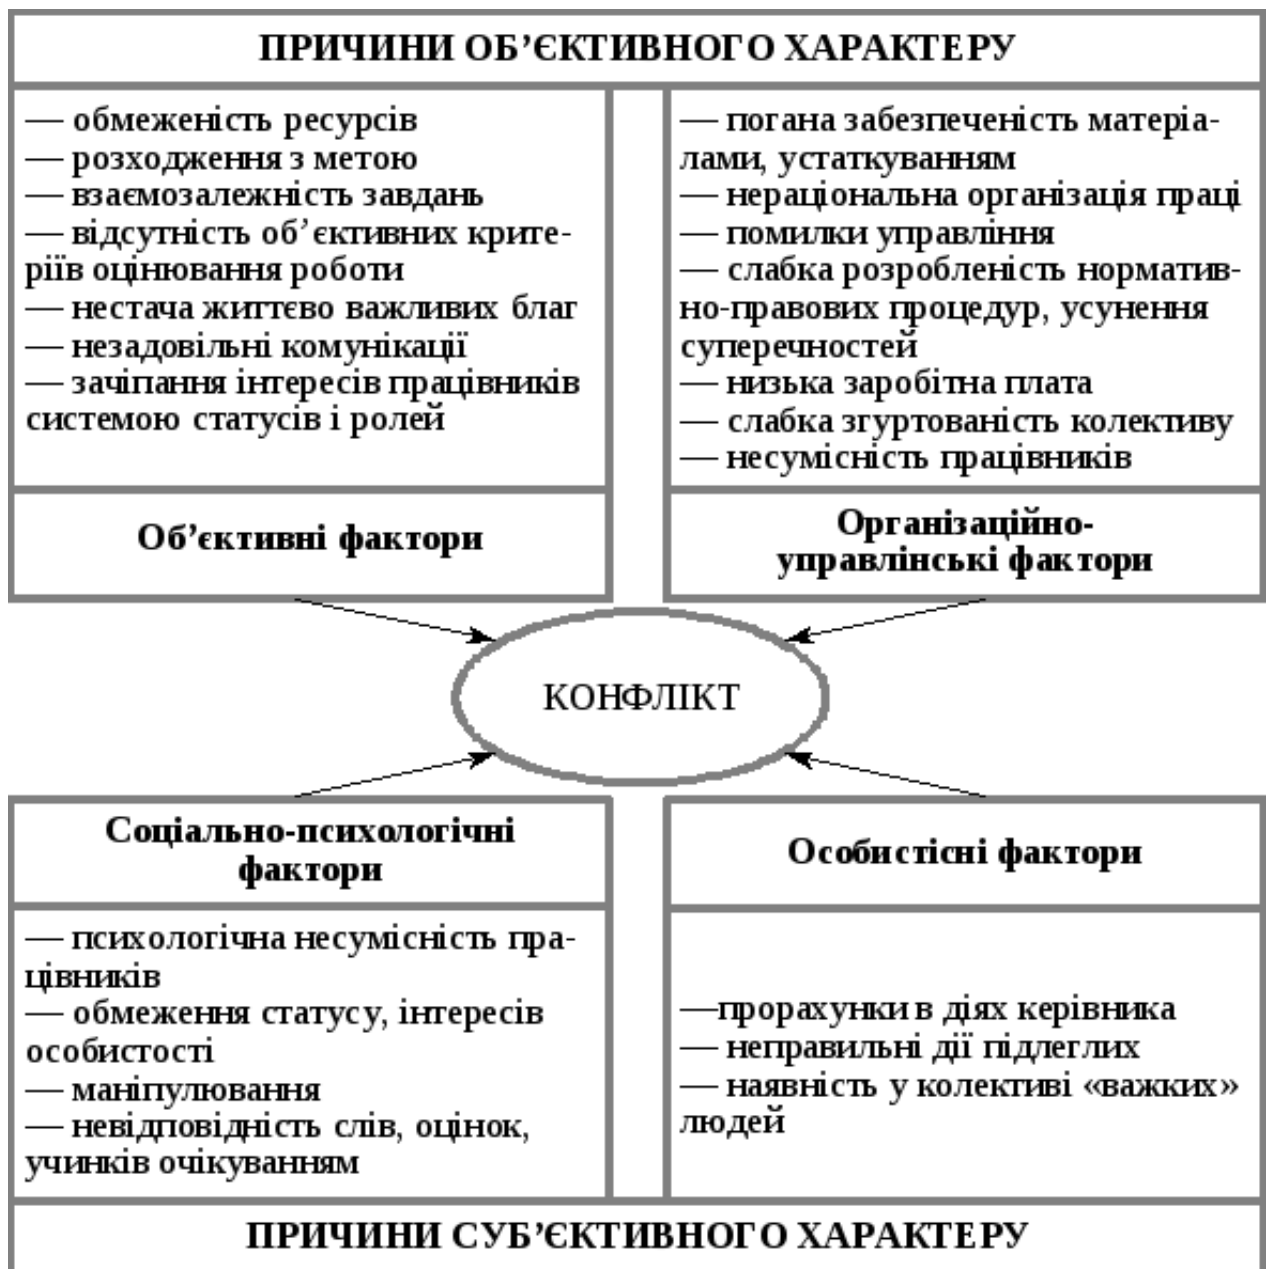 ПРИЧИНИ ОБ’ЄКТИВНОГО ХАРАКТЕРУ
— обмеженість ресурсів
— розходження з метою
— взаємозалежність завдань
— відсутність об’єктивних крите-
ріїв оцінювання роботи
— нестача життєво важливих благ
— незадовільні комунікації
— зачіпання інтересів працівників
системою статусів і ролей
Об’єктивні фактори
— погана забезпеченість матеріа-
лами, устаткуванням
— нераціональна організація праці
— помилки управління
— слабка розробленість норматив-
но-правових процедур, усунення
суперечностей
— низька заробітна плата
— слабка згуртованість колективу
— несумісність працівників
Організаційно-
управлінські фактори
КОНФЛІКТ
Соціально-психологічні
фактори
— психологічна несумісність пра-
цівників
— обмеження статусу, інтересів
особистості
— маніпулювання
— невідповідність слів, оцінок,
учинків очікуванням
Особистісні фактори
—прорахунки в діях керівника
— неправильні дії підлеглих
— наявність у колективі «важких»
людей
ПРИЧИНИ СУБ’ЄКТИВНОГО ХАРАКТЕРУ